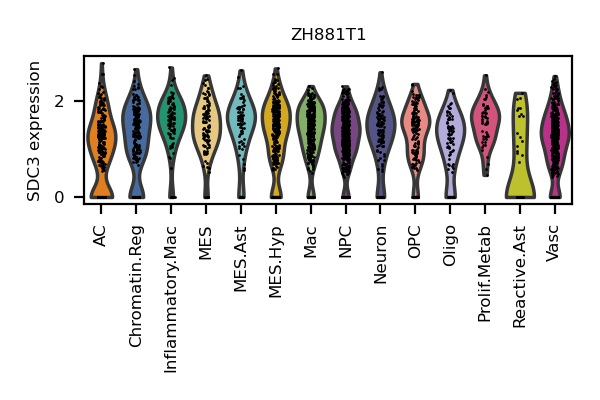 ZH881T1
SDC3 expression
2
0
AC
Chromatin.Reg
Inflammatory.Mac
MES
MES.Ast
MES.Hyp
Mac
NPC
Neuron
OPC
Oligo
Prolif.Metab
Reactive.Ast
Vasc